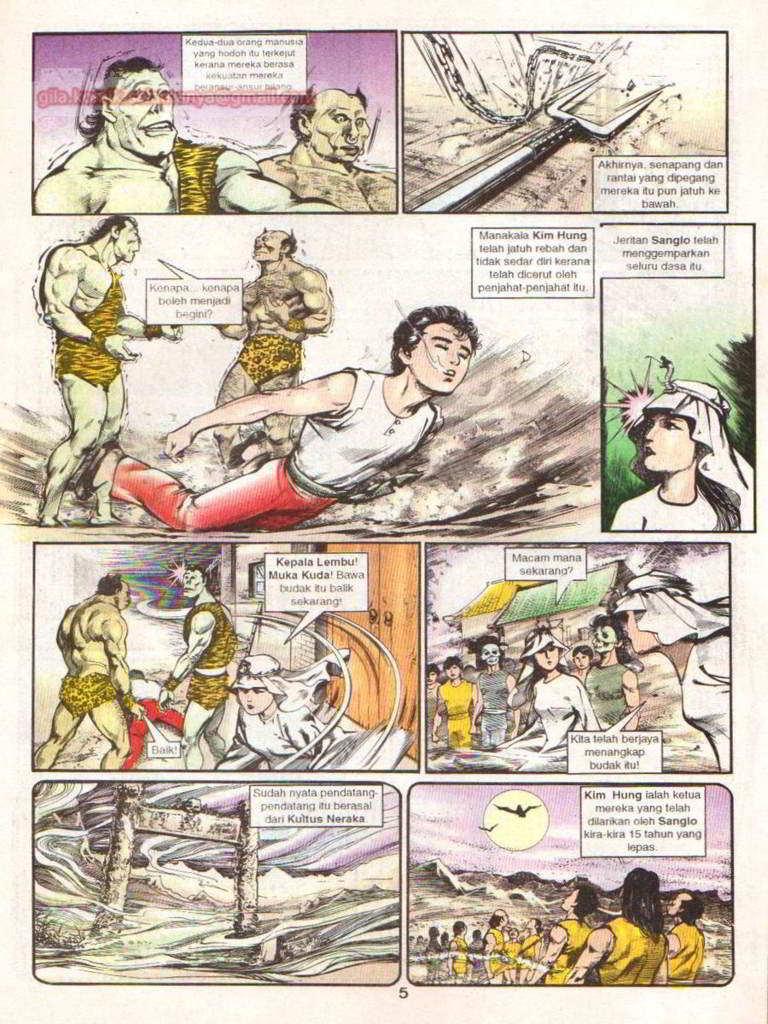 Kedua-dua orang manusia
yang hodoh itu terkejut
kerana mereka berasa
kekuatan mereka
beransur-ansur hilang.
Akhirnya, senapang dan
rantai yang dipegang
mereka itu pun jatuh ke
bawah.
Kenapa... kenapa
boleh menjadi
begini?
Manakala Kim Hung
telah jatuh rebah dan
tidak sedar diri kerana
telah dicerut oleh
penjahat-penjahat itu.
Jeritan Sanglo telah
menggemparkan
seluru desa itu.
Kepala Lembu!
Muka Kuda! Bawa
budak itu balik
sekarang!
Baik!
Macam mana
sekarang?
Kita telah berjaya
menangkap
budak itu!
Sudah nyata pendatang-
pendatang itu berasal
dari Kultus Neraka.
Kim Hung ialah ketua
mereka yang telah
dilarikan oleh Sanglo
kira-kira 15 tahun yang
lepas.
5